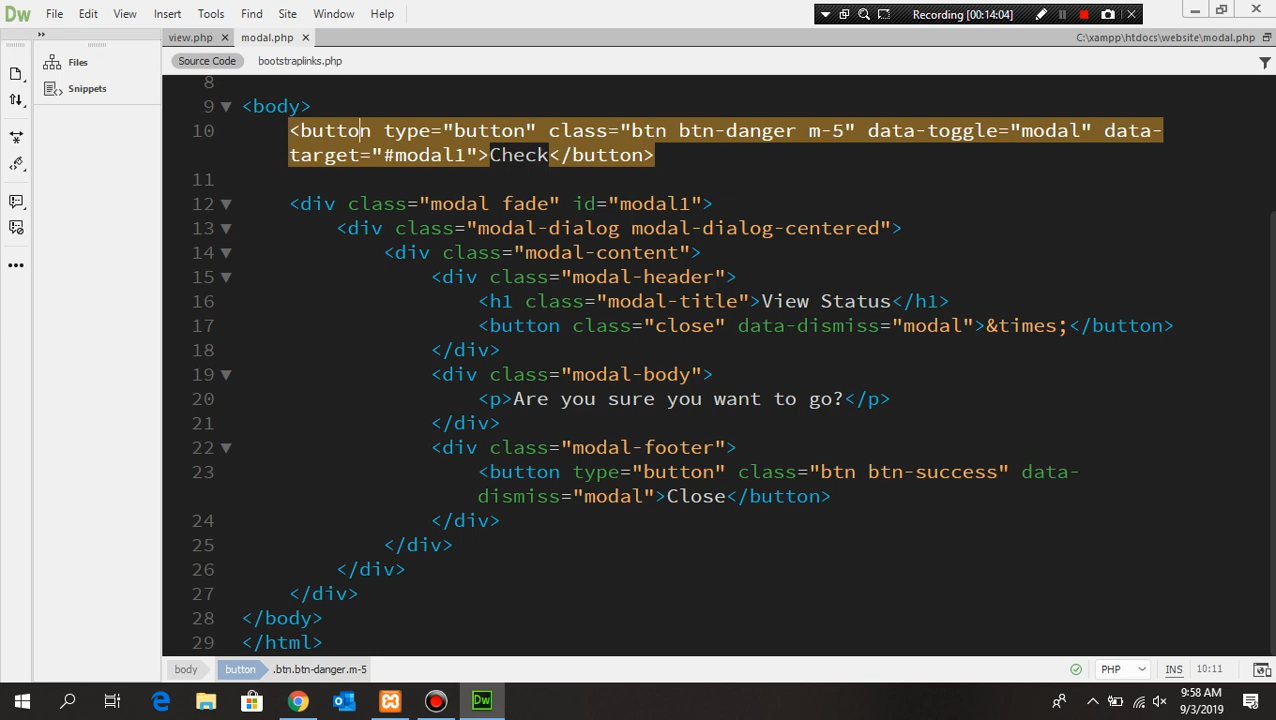 Dw File Edit View Insert Tools Find Site Window Help
Recording [00:14:04]
view.php modal.php
C:\xampp\htdocs\website\modal.php
Files
Snippets
Source Code bootstraplinks.php
8
9 <body>
10 <button type="button" class="btn btn-danger m-5" data-toggle="modal" data-
target="#modal1">Check</button>
11
12 <div class="modal fade" id="modal1">
13 <div class="modal-dialog modal-dialog-centered">
14 <div class="modal-content">
15 <div class="modal-header">
16 <h1 class="modal-title">View Status</h1>
17 <button class="close" data-dismiss="modal">&times;</button>
18 </div>
19 <div class="modal-body">
20 <p>Are you sure you want to go?</p>
21 </div>
22 <div class="modal-footer">
23 <button type="button" class="btn btn-success" data-
dismiss="modal">Close</button>
24 </div>
25 </div>
26 </div>
27 </div>
28 </body>
29 </html>
body button .btn.btn-danger.m-5
PHP INS 10:11
Dw
9:58 AM
9/3/2019